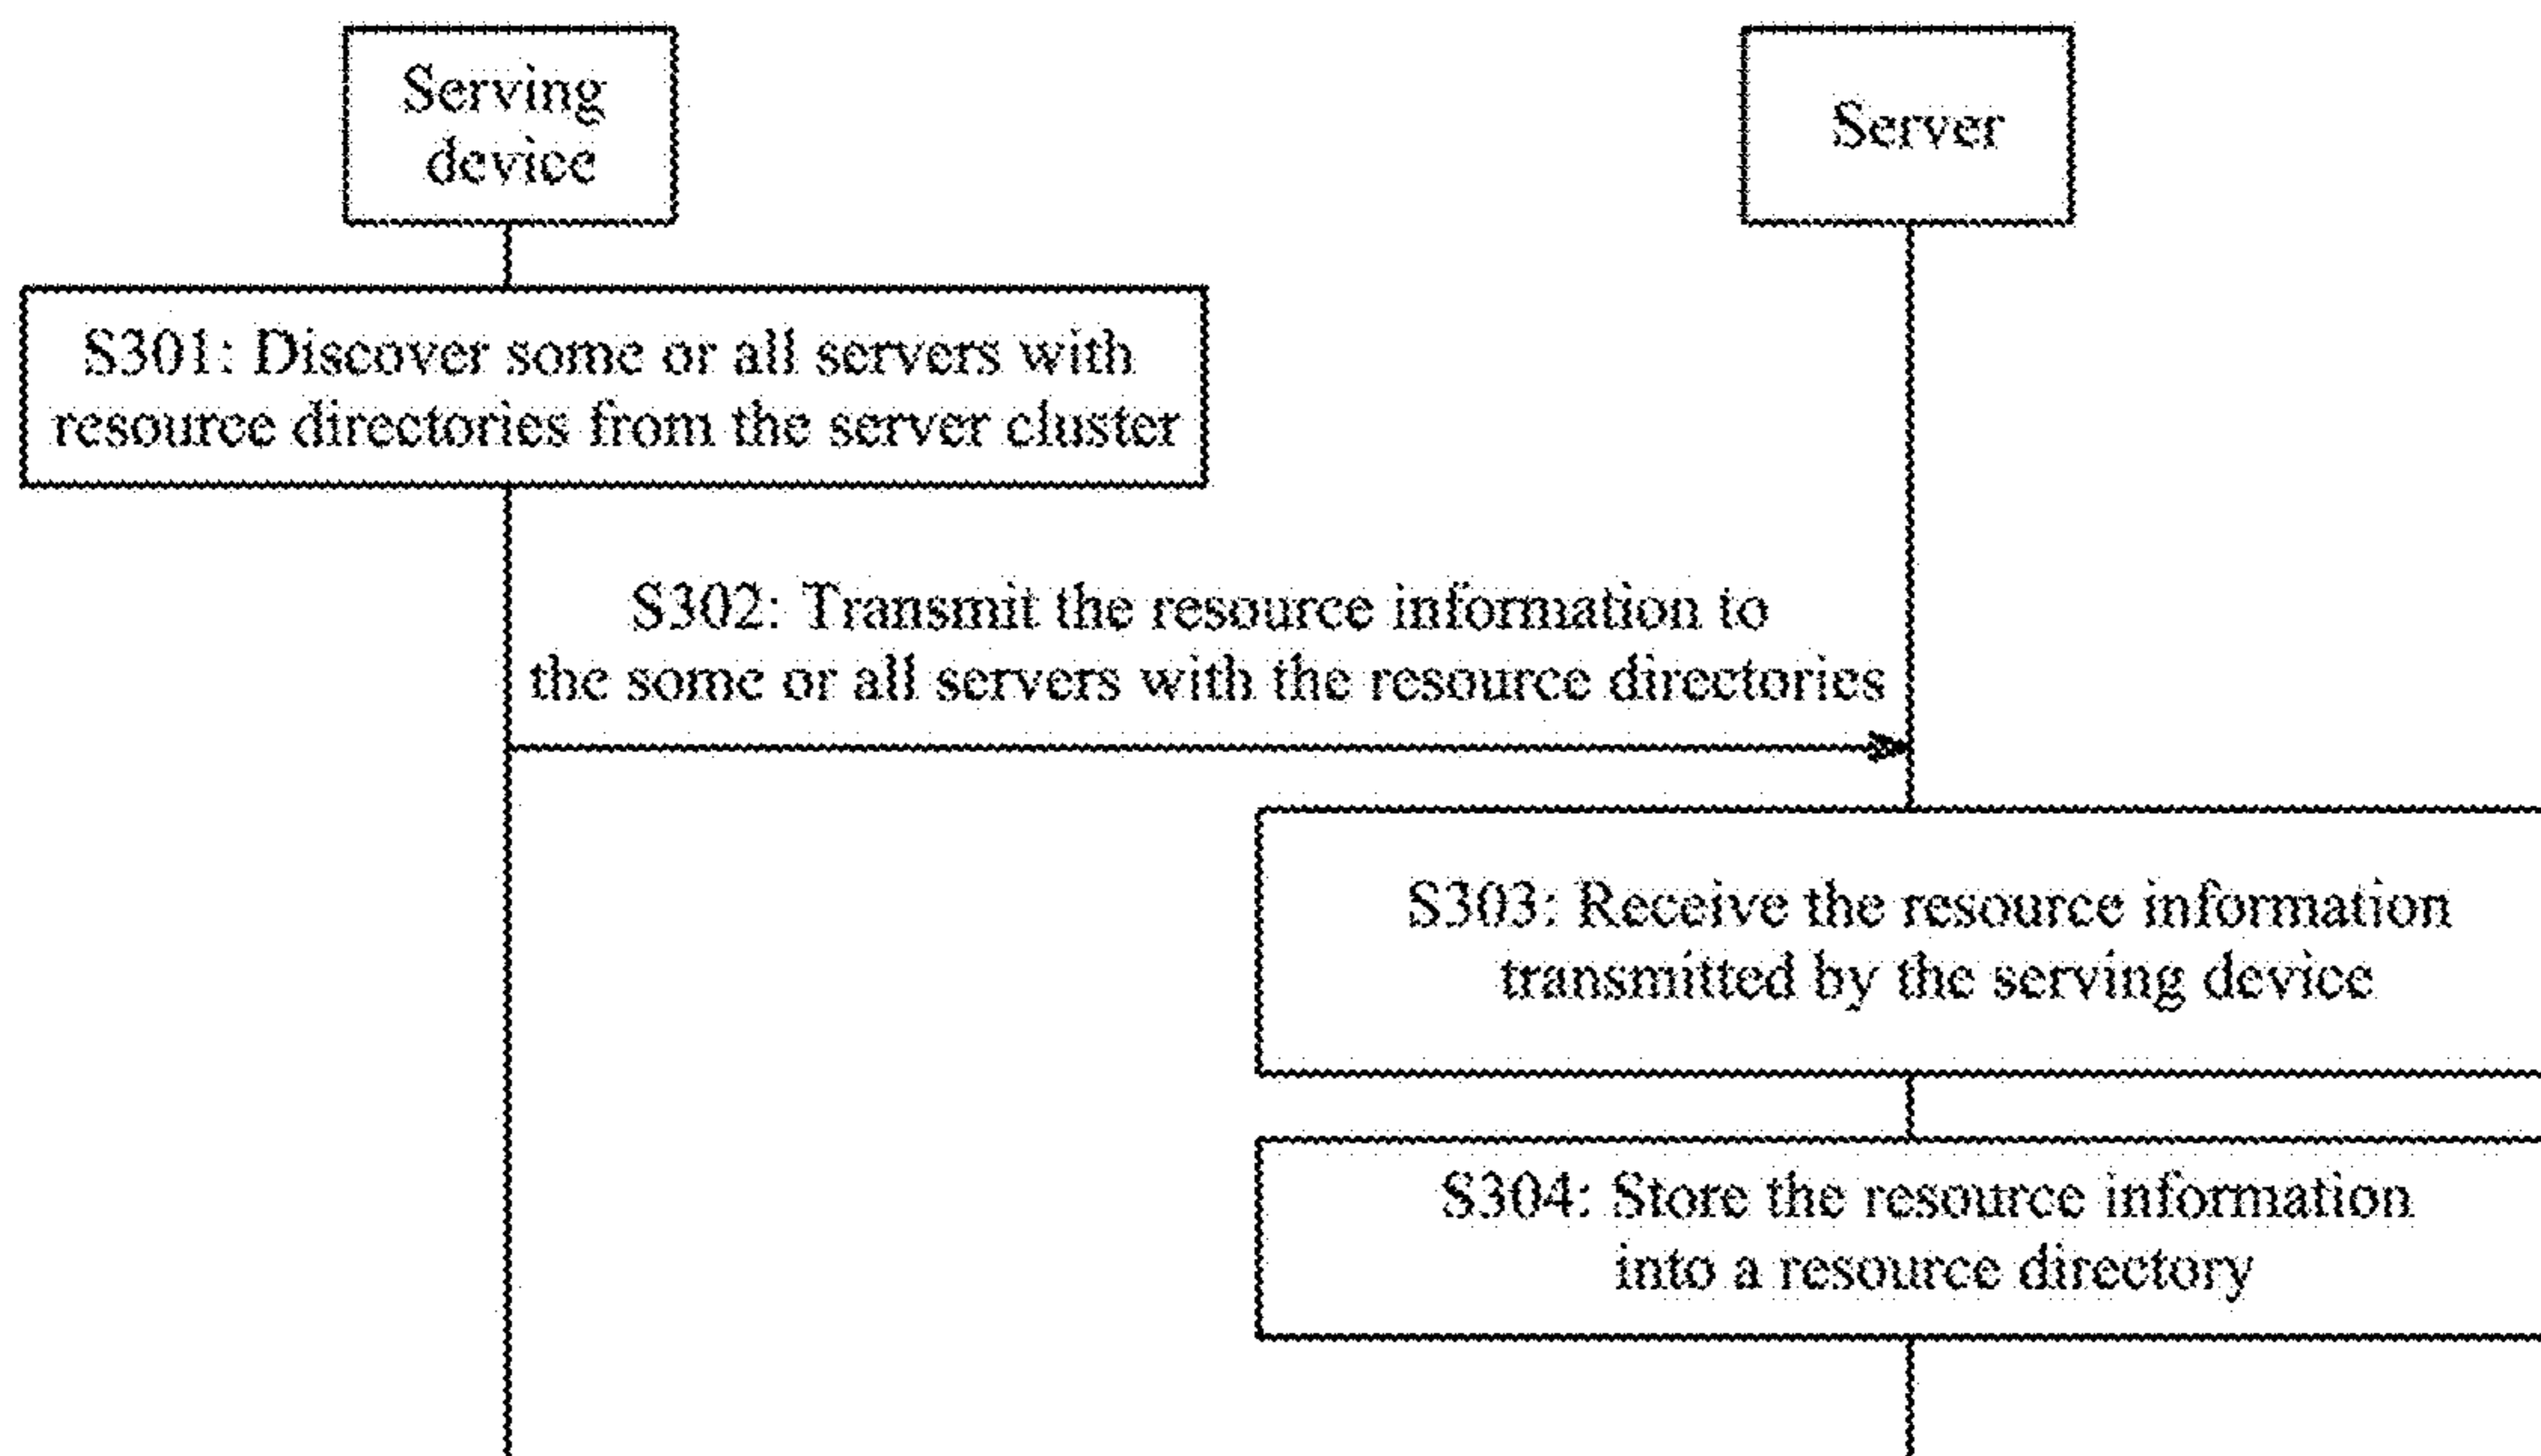 Serving
device
Server
S301: Discover some or all servers with
resource directories from the server cluster
S302: Transmit the resource information to
the some or all servers with the resource directories
S303: Receive the resource information
transmitted by the serving device
S304: Store the resource information
into a resource directory